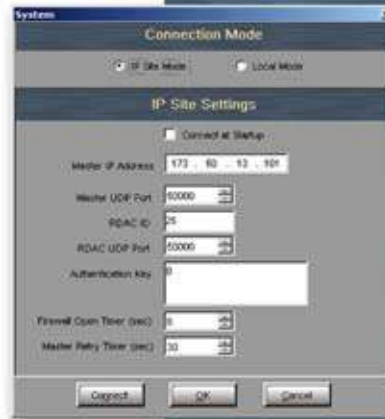 System
Connection Mode
IP Site Mode
Local Mode
IP Site Settings
Connect at Startup
Master IP Address
173 . 50 . 13 . 101
Master UDP Port
50000
RDAC ID
25
RDAC UDP Port
50000
Authentication Key
0
Firewall Open Timer (sec)
6
Master Retry Timer (sec)
30
Connect
OK
Cancel